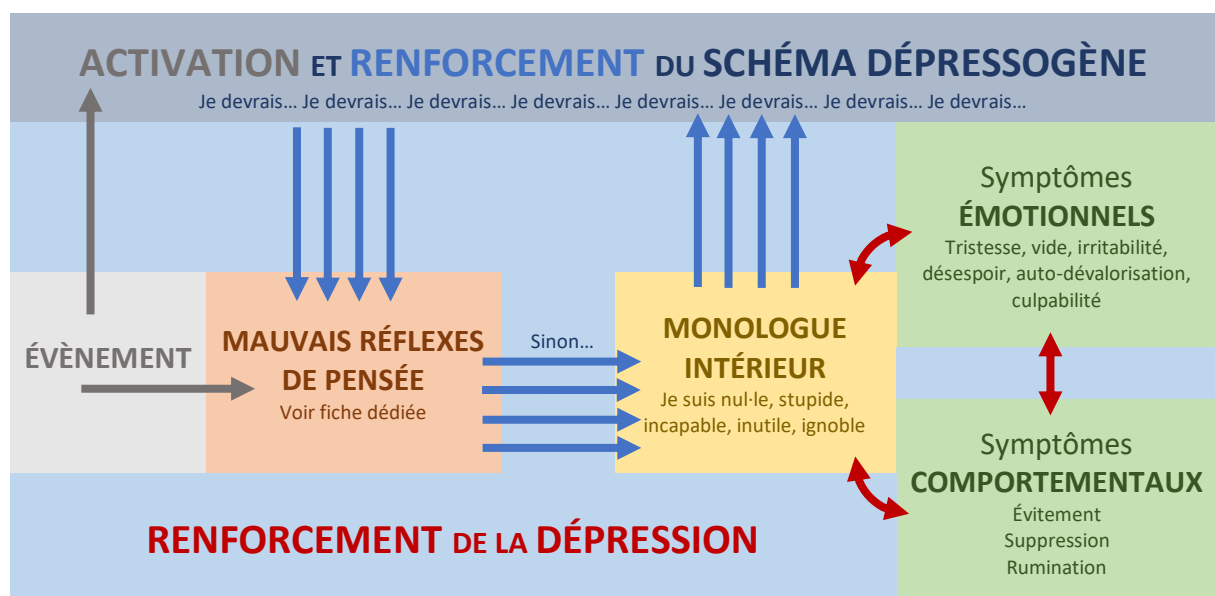 ACTIVATION ET RENFORCEMENT DU SCHÉMA DÉPRESSOGÈNE
Je devrais... Je devrais... Je devrais... Je devrais... Je devrais... Je devrais... Je devrais... Je devrais...
ÉVÈNEMENT
MAUVAIS RÉFLEXES
DE PENSÉE
Voir fiche dédiée
Sinon...
MONOLOGUE
INTÉRIEUR
Je suis nul·le, stupide,
incapable, inutile, ignoble
Symptômes
ÉMOTIONNELS
Tristesse, vide, irritabilité,
désespoir, auto-dévalorisation,
culpabilité
Symptômes
COMPORTEMENTAUX
Évitement
Suppression
Rumination
RENFORCEMENT DE LA DÉPRESSION